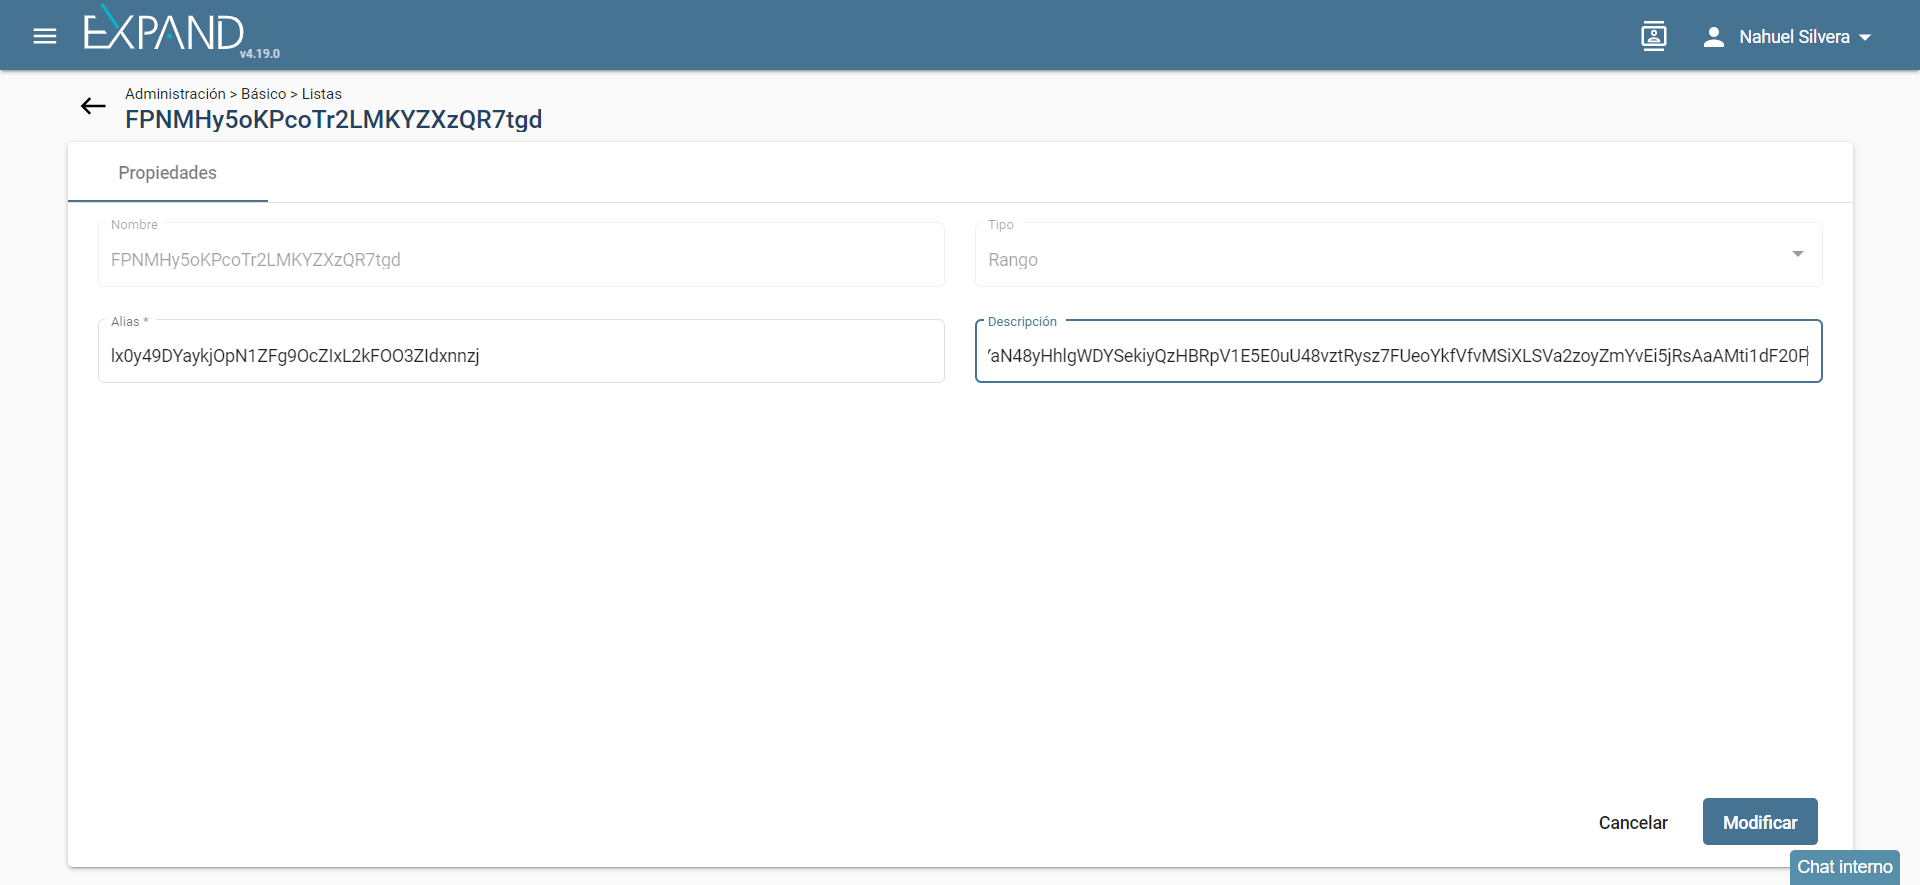 EXPAND
v4.19.0
Nahuel Silvera
Administración > Básico > Listas
FPNMHy5oKPcoTr2LMKYZXzQR7tgd
Propiedades
Nombre
FPNMHy5oKPcoTr2LMKYZXzQR7tgd
Tipo
Rango
Alias *
lx0y49DYaykjOpN1ZFg9OcZIxL2kFOO3ZIdxnnzj
Descripción
YaN48yHhlgWDYSekiyQzHBRpV1E5E0uU48vztRysz7FUeoYkfVfvMSiXLSVa2zoyZmYvEi5jRsAaAMti1dF20P
Cancelar
Modificar
Chat interno